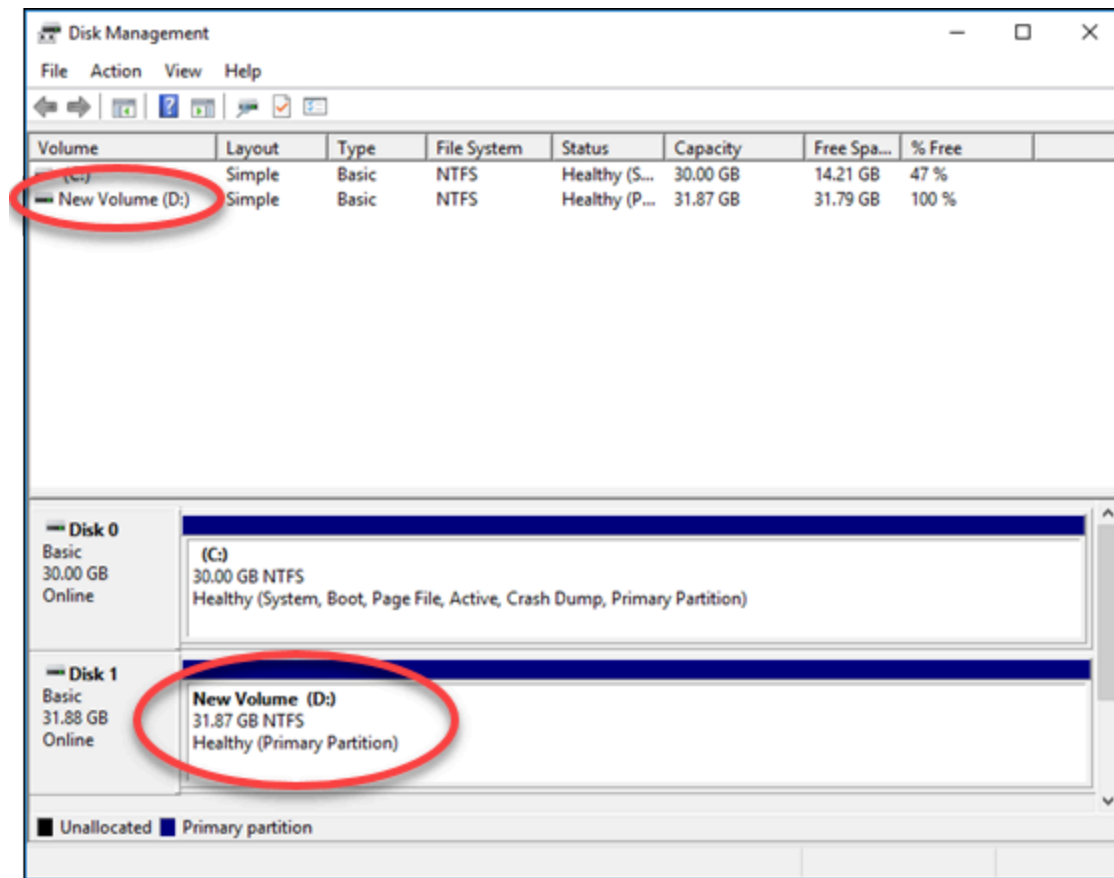 Disk Management
File Action View Help
Volume Layout Type File System Status Capacity Free Spa... % Free
(C:) Simple Basic NTFS Healthy (S... 30.00 GB 14.21 GB 47 %
New Volume (D:) Simple Basic NTFS Healthy (P... 31.87 GB 31.79 GB 100 %
Disk 0
Basic
30.00 GB
Online
(C:)
30.00 GB NTFS
Healthy (System, Boot, Page File, Active, Crash Dump, Primary Partition)
Disk 1
Basic
31.88 GB
Online
New Volume (D:)
31.87 GB NTFS
Healthy (Primary Partition)
Unallocated Primary partition